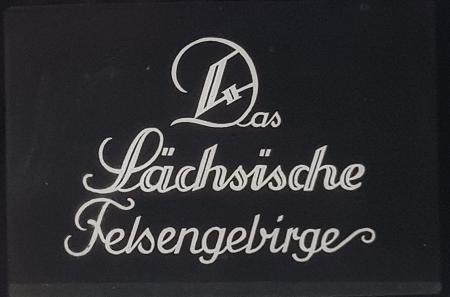 Das
Sächsische
Felsengebirge